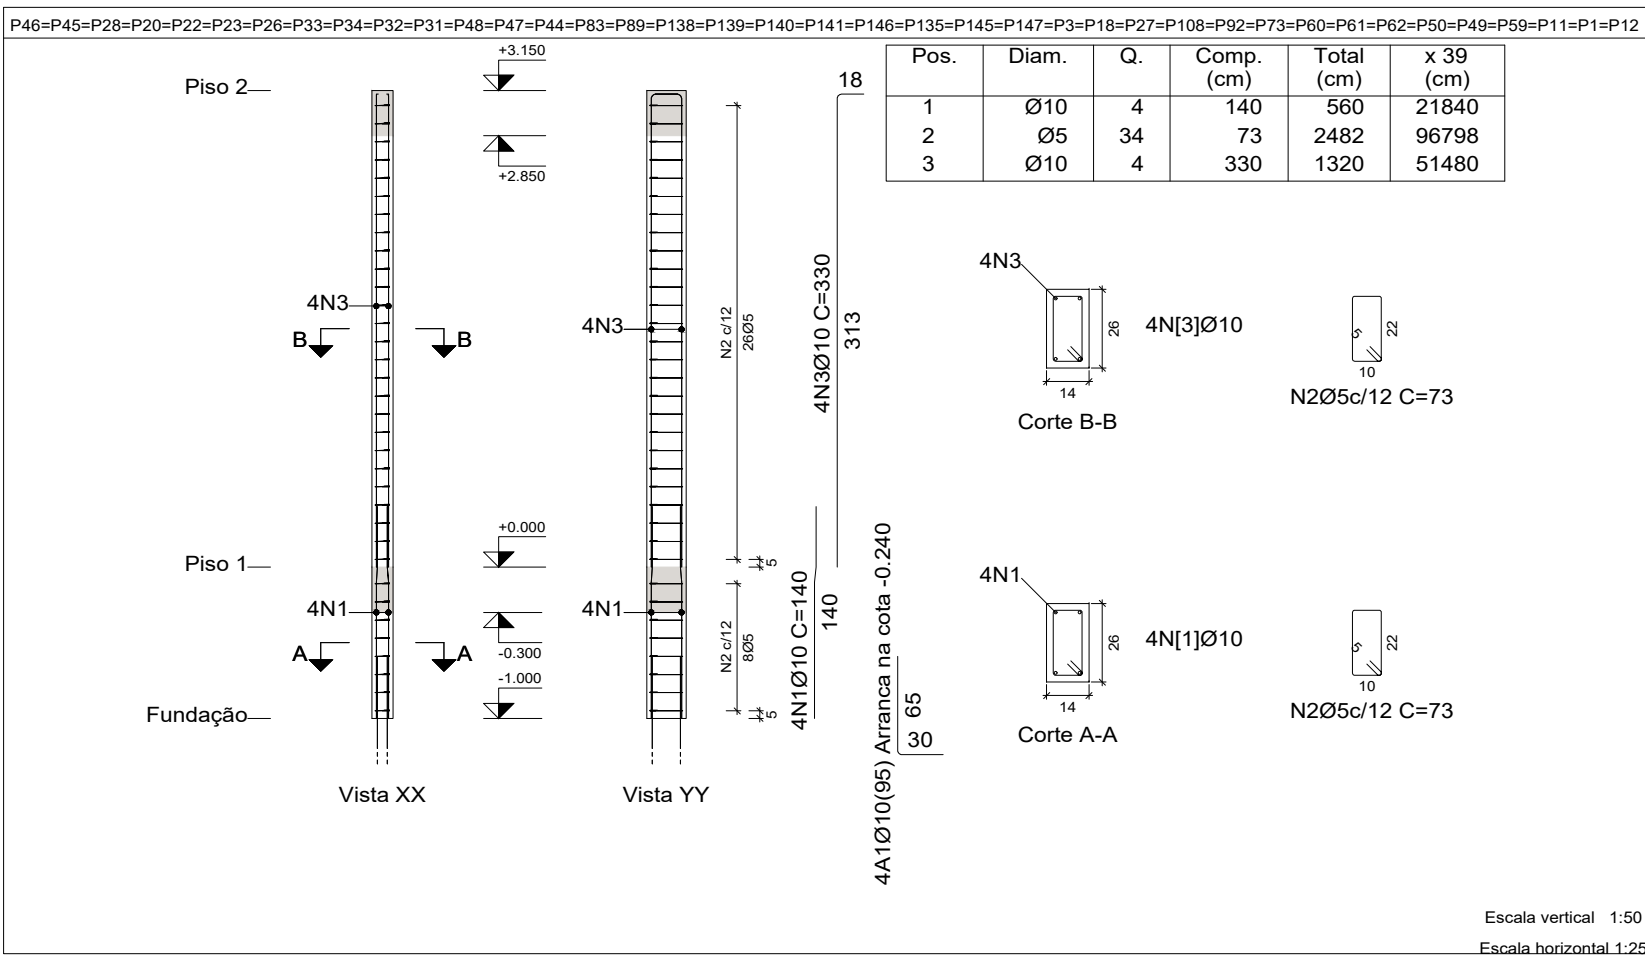 P46=P45=P28=P20=P22=P23=P26=P33=P34=P32=P31=P48=P47=P44=P83=P89=P138=P139=P140=P141=P146=P135=P145=P147=P3=P18=P27=P108=P92=P73=P60=P61=P62=P50=P49=P59=P11=P1=P12
Pos. Diam. Q. Comp. (cm) Total (cm) x 39 (cm)
1 Ø10 4 140 560 21840
2 Ø5 34 73 2482 96798
3 Ø10 4 330 1320 51480
Piso 2
+3.150
+2.850
4N3
B B
4N3
N2 c/12
26Ø5
4N3Ø10 C=330
313
18
Piso 1
+0.000
5
4N1
4N1
-0.300
A A
-1.000
N2 c/12
8Ø5
5
Fundação
4N1Ø10 C=140
140
4A1Ø10(95) Arranca na cota -0.240
65
30
Vista XX
Vista YY
4N3
26
14
4N[3]Ø10
Corte B-B
5
22
10
N2Ø5c/12 C=73
4N1
26
14
4N[1]Ø10
Corte A-A
5
22
10
N2Ø5c/12 C=73
Escala vertical 1:50
Escala horizontal 1:25